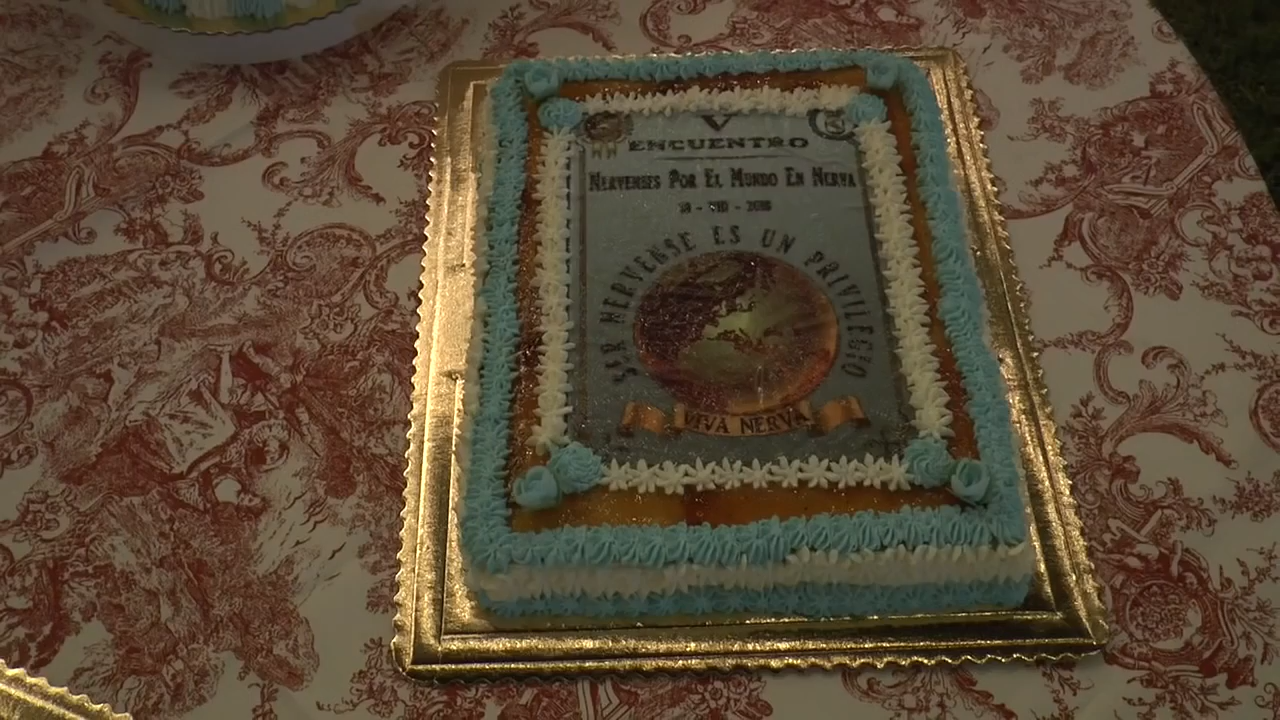 V
ENCUENTRO
NERVENSES POR EL MUNDO EN NERVA
SER NERVENSE ES UN PRIVILEGIO
VIVA NERVA